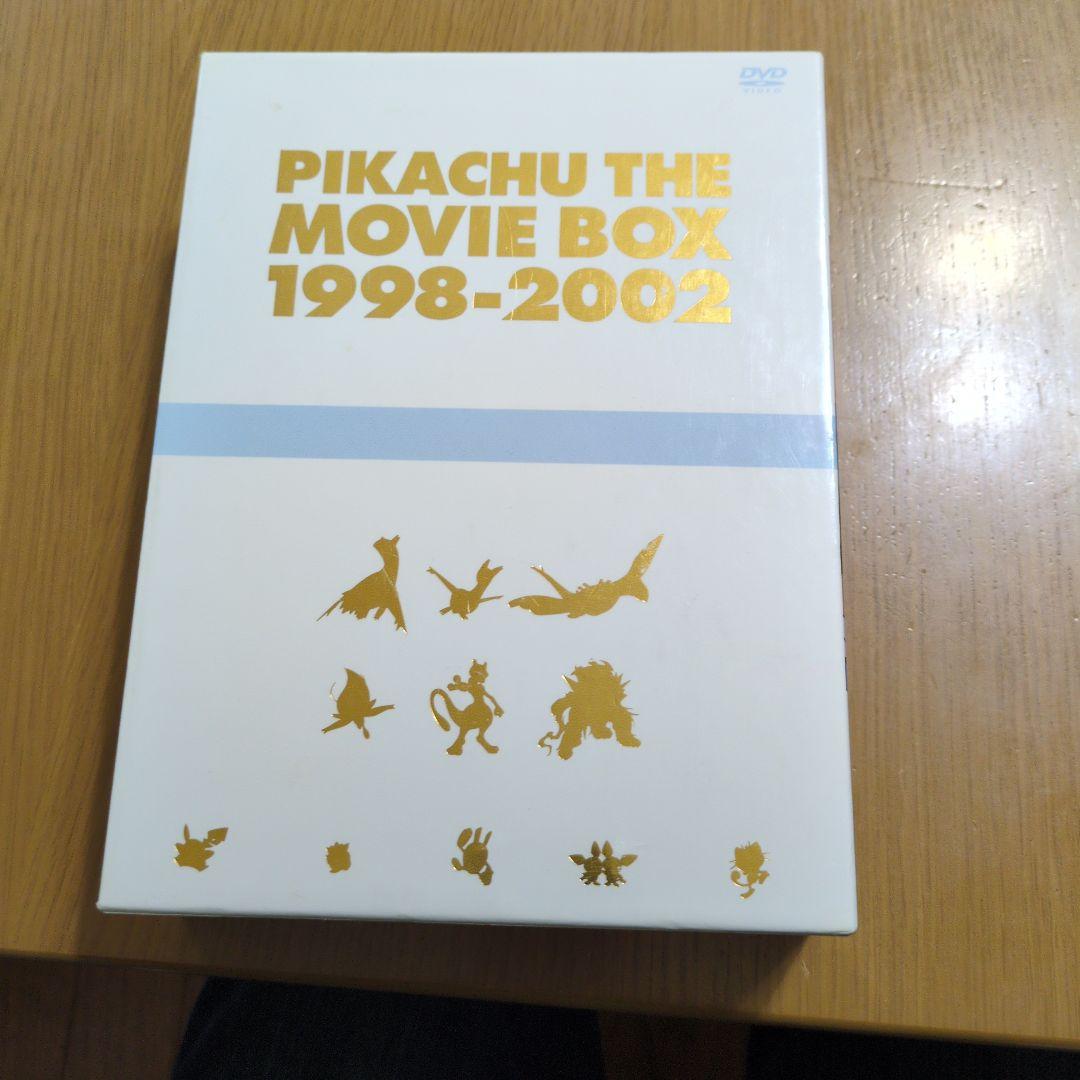 DVD
VIDEO
PIKACHU THE
MOVIE BOX
1998-2002